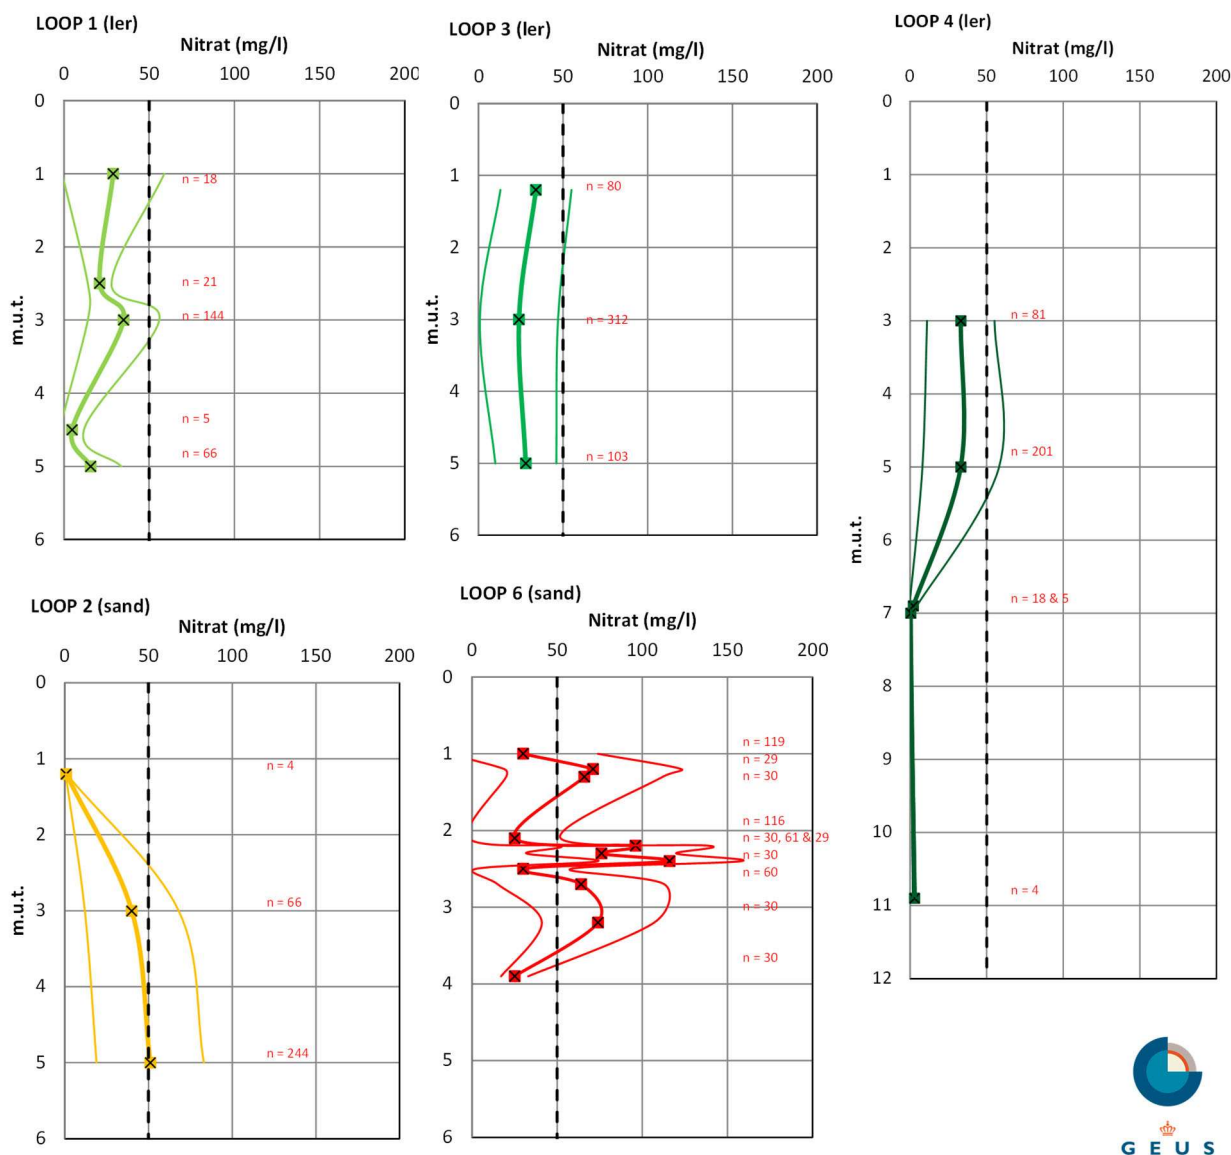 LOOP 1 (ler)
Nitrat (mg/l)
0 50 100 150 200
0
1
2
3
4
5
6
m.u.t.
n = 18
n = 21
n = 144
n = 5
n = 66
LOOP 3 (ler)
Nitrat (mg/l)
0 50 100 150 200
0
1
2
3
4
5
6
m.u.t.
n = 80
n = 312
n = 103
LOOP 4 (ler)
Nitrat (mg/l)
0 50 100 150 200
0
1
2
3
4
5
6
7
8
9
10
11
12
m.u.t.
n = 81
n = 201
n = 18 & 5
n = 4
LOOP 2 (sand)
Nitrat (mg/l)
0 50 100 150 200
0
1
2
3
4
5
6
m.u.t.
n = 4
n = 66
n = 244
LOOP 6 (sand)
Nitrat (mg/l)
0 50 100 150 200
0
1
2
3
4
5
6
n = 119
n = 29
n = 30
n = 116
n = 30, 61 & 29
n = 30
n = 60
n = 30
n = 30
G E U S